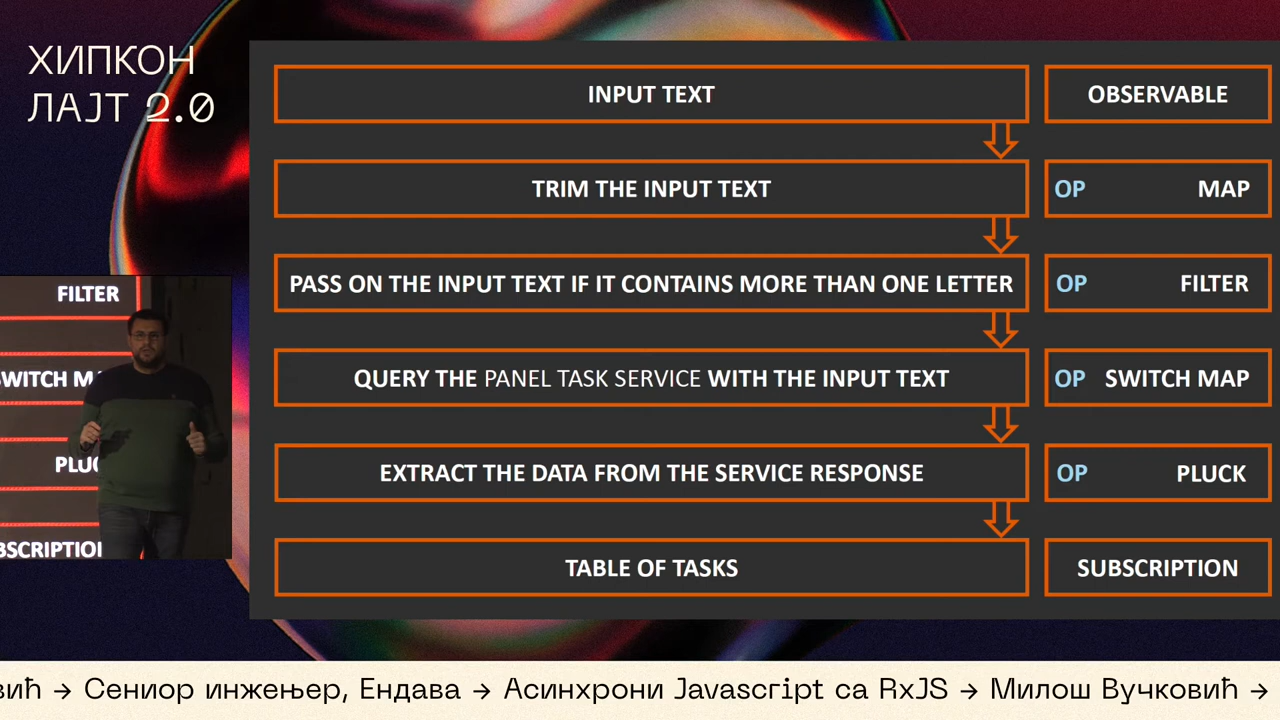 ХИПКОН
ЛАЈТ 2.0
INPUT TEXT
OBSERVABLE
TRIM THE INPUT TEXT
OP MAP
PASS ON THE INPUT TEXT IF IT CONTAINS MORE THAN ONE LETTER
OP FILTER
QUERY THE PANEL TASK SERVICE WITH THE INPUT TEXT
OP SWITCH MAP
EXTRACT THE DATA FROM THE SERVICE RESPONSE
OP PLUCK
TABLE OF TASKS
SUBSCRIPTION
FILTER
→ Сениор инжењер, Ендава → Асинхрони Javascript са RxJS → Милош Вучковић →